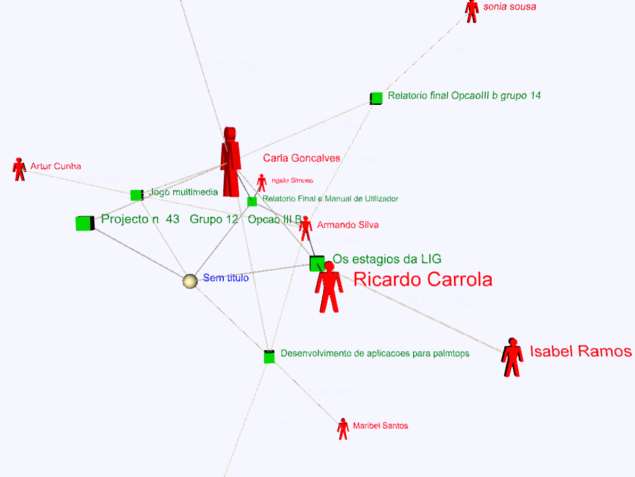 sonia sousa
Relatorio final OpcaoIII b grupo 14
Carla Goncalves
Artur Cunha
Jogo multimedia
Relatorio Final e Manual de Utilizador
Projecto n 43 Grupo 12 Opcao III B
Armando Silva
Os estagios da LIG
Sem titulo
Ricardo Carrola
Isabel Ramos
Desenvolvimento de aplicacoes para palmtops
Maribel Santos